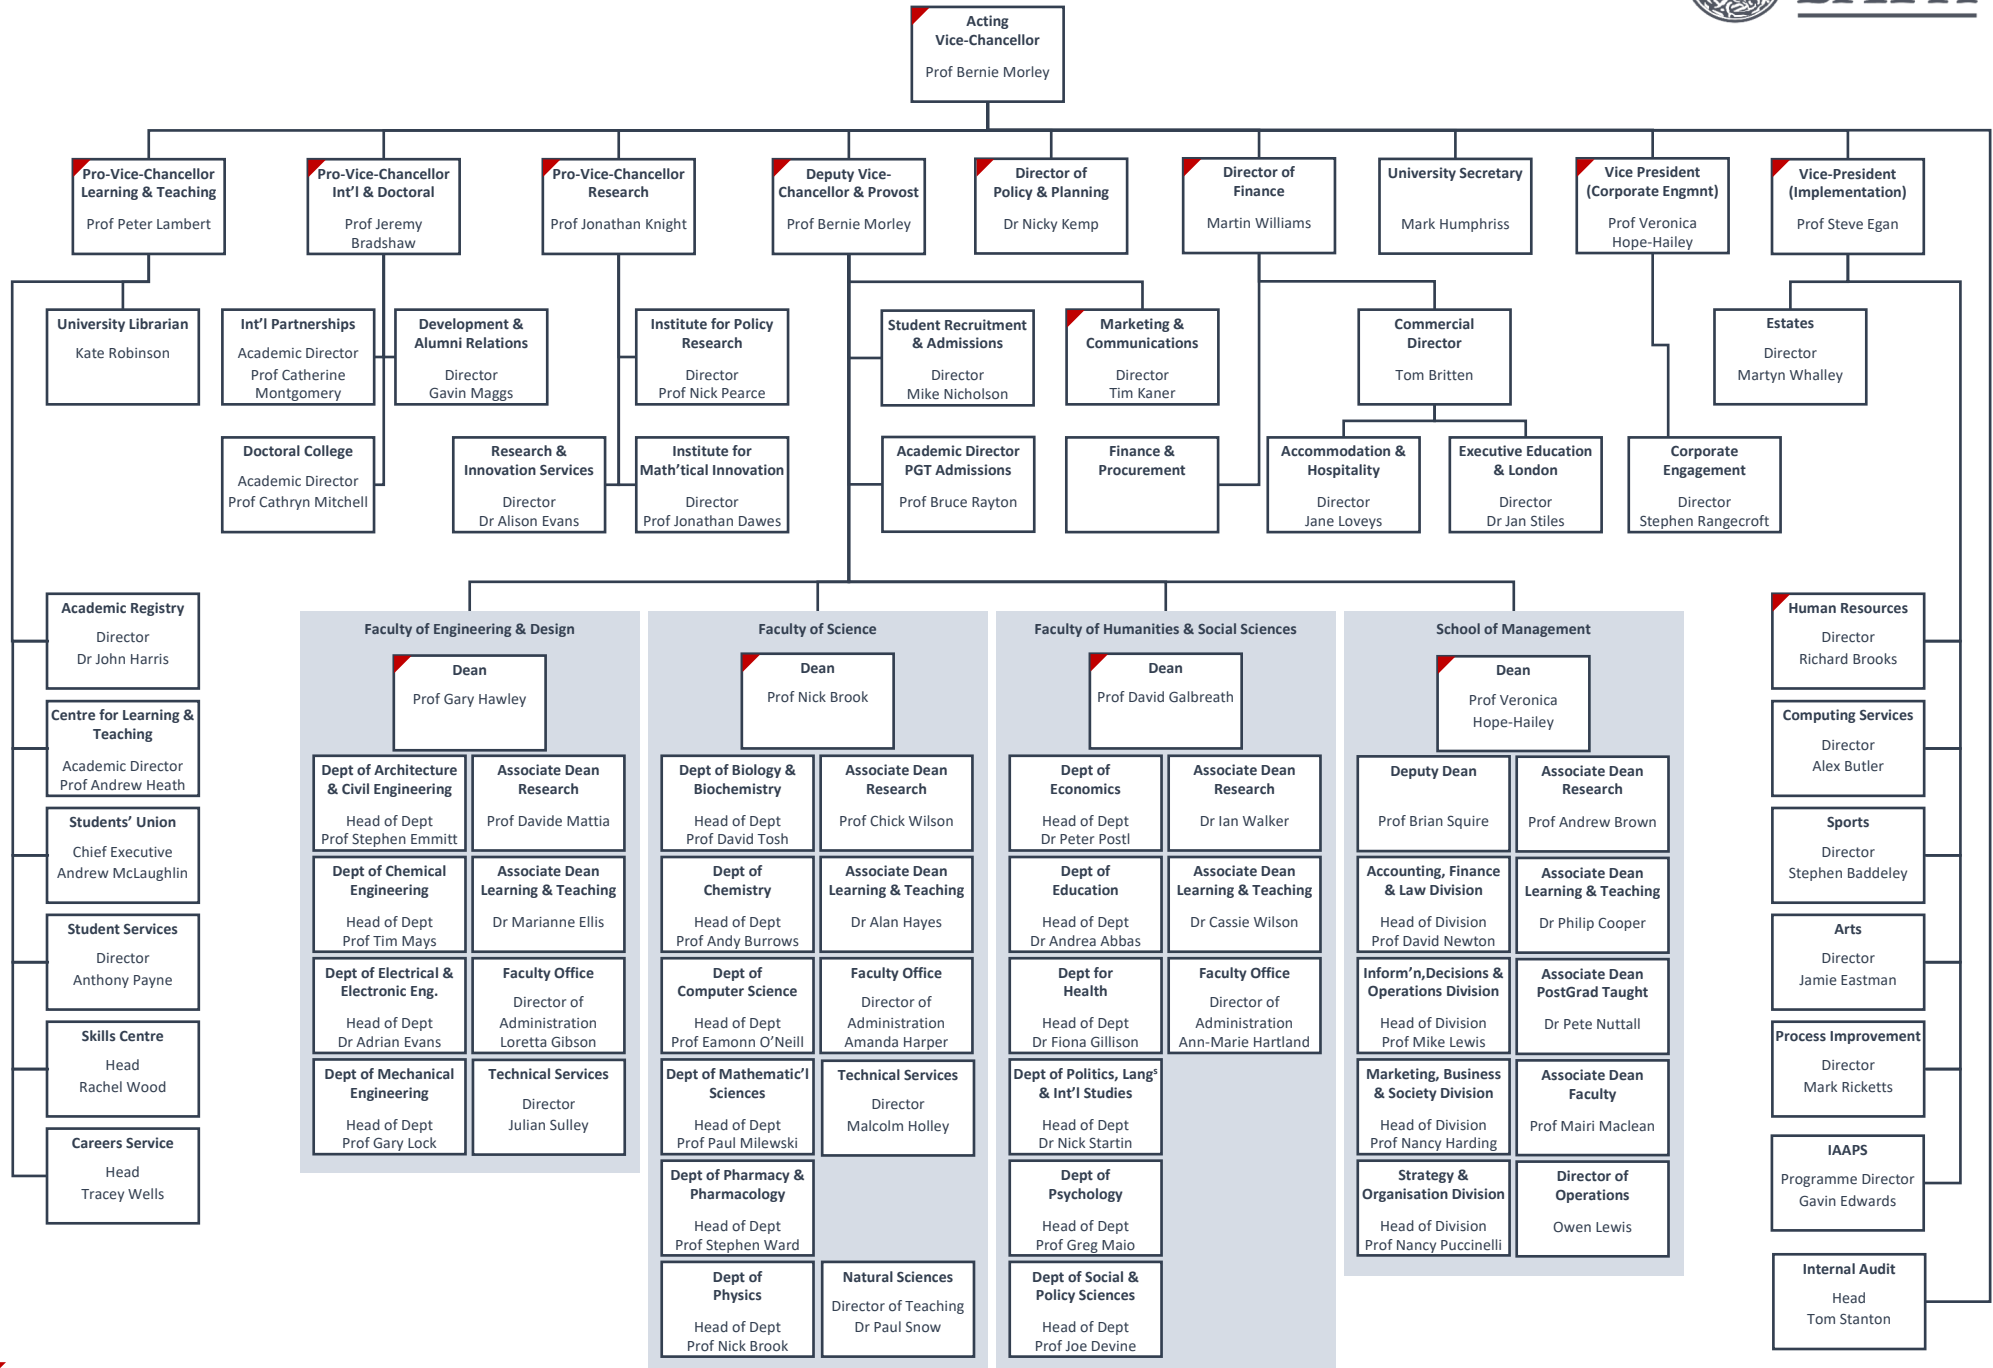 Acting
Vice-Chancellor
Prof Bernie Morley
Pro-Vice-Chancellor
Learning & Teaching
Prof Peter Lambert
Pro-Vice-Chancellor
Int'l & Doctoral
Prof Jeremy
Bradshaw
Pro-Vice-Chancellor
Research
Prof Jonathan Knight
Deputy Vice-
Chancellor & Provost
Prof Bernie Morley
Director of
Policy & Planning
Dr Nicky Kemp
Director of
Finance
Martin Williams
University Secretary
Mark Humphriss
Vice President
(Corporate Engmnt)
Prof Veronica
Hope-Hailey
Vice-President
(Implementation)
Prof Steve Egan
University Librarian
Kate Robinson
Int'l Partnerships
Academic Director
Prof Catherine
Montgomery
Development &
Alumni Relations
Director
Gavin Maggs
Institute for Policy
Research
Director
Prof Nick Pearce
Student Recruitment
& Admissions
Director
Mike Nicholson
Marketing &
Communications
Director
Tim Kaner
Commercial
Director
Tom Britten
Estates
Director
Martyn Whalley
Doctoral College
Academic Director
Prof Cathryn Mitchell
Research &
Innovation Services
Director
Dr Alison Evans
Institute for
Math'tical Innovation
Director
Prof Jonathan Dawes
Academic Director
PGT Admissions
Prof Bruce Rayton
Finance &
Procurement
Accommodation &
Hospitality
Director
Jane Loveys
Executive Education
& London
Director
Dr Jan Stiles
Corporate
Engagement
Director
Stephen Rangecroft
Academic Registry
Director
Dr John Harris
Centre for Learning &
Teaching
Academic Director
Prof Andrew Heath
Students' Union
Chief Executive
Andrew McLaughlin
Student Services
Director
Anthony Payne
Skills Centre
Head
Rachel Wood
Careers Service
Head
Tracey Wells
Faculty of Engineering & Design
Dean
Prof Gary Hawley
Dept of Architecture
& Civil Engineering
Head of Dept
Prof Stephen Emmitt
Associate Dean
Research
Prof Davide Mattia
Dept of Chemical
Engineering
Head of Dept
Prof Tim Mays
Associate Dean
Learning & Teaching
Dr Marianne Ellis
Dept of Electrical &
Electronic Eng.
Head of Dept
Dr Adrian Evans
Faculty Office
Director of
Administration
Loretta Gibson
Dept of Mechanical
Engineering
Head of Dept
Prof Gary Lock
Technical Services
Director
Julian Sulley
Faculty of Science
Dean
Prof Nick Brook
Dept of Biology &
Biochemistry
Head of Dept
Prof David Tosh
Associate Dean
Research
Prof Chick Wilson
Dept of
Chemistry
Head of Dept
Prof Andy Burrows
Associate Dean
Learning & Teaching
Dr Alan Hayes
Dept of
Computer Science
Head of Dept
Prof Eamonn O'Neill
Faculty Office
Director of
Administration
Amanda Harper
Dept of Mathematic'l
Sciences
Head of Dept
Prof Paul Milewski
Technical Services
Director
Malcolm Holley
Dept of Pharmacy &
Pharmacology
Head of Dept
Prof Stephen Ward
Dept of
Physics
Head of Dept
Prof Nick Brook
Natural Sciences
Director of Teaching
Dr Paul Snow
Faculty of Humanities & Social Sciences
Dean
Prof David Galbreath
Dept of
Economics
Head of Dept
Dr Peter Postl
Associate Dean
Research
Dr Ian Walker
Dept of
Education
Head of Dept
Dr Andrea Abbas
Associate Dean
Learning & Teaching
Dr Cassie Wilson
Dept for
Health
Head of Dept
Dr Fiona Gillison
Faculty Office
Director of
Administration
Ann-Marie Hartland
Dept of Politics, Langˢ
& Int'l Studies
Head of Dept
Dr Nick Startin
Dept of
Psychology
Head of Dept
Prof Greg Maio
Dept of Social &
Policy Sciences
Head of Dept
Prof Joe Devine
School of Management
Dean
Prof Veronica
Hope-Hailey
Deputy Dean
Prof Brian Squire
Associate Dean
Research
Prof Andrew Brown
Accounting, Finance
& Law Division
Head of Division
Prof David Newton
Associate Dean
Learning & Teaching
Dr Philip Cooper
Inform'n,Decisions &
Operations Division
Head of Division
Prof Mike Lewis
Associate Dean
PostGrad Taught
Dr Pete Nuttall
Marketing, Business
& Society Division
Head of Division
Prof Nancy Harding
Associate Dean
Faculty
Prof Mairi Maclean
Strategy &
Organisation Division
Head of Division
Prof Nancy Puccinelli
Director of
Operations
Owen Lewis
Human Resources
Director
Richard Brooks
Computing Services
Director
Alex Butler
Sports
Director
Stephen Baddeley
Arts
Director
Jamie Eastman
Process Improvement
Director
Mark Ricketts
IAAPS
Programme Director
Gavin Edwards
Internal Audit
Head
Tom Stanton